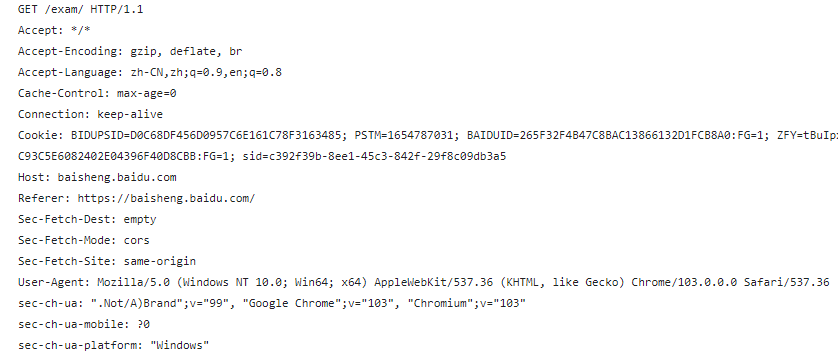 GET /exam/ HTTP/1.1
Accept: */*
Accept-Encoding: gzip, deflate, br
Accept-Language: zh-CN,zh;q=0.9,en;q=0.8
Cache-Control: max-age=0
Connection: keep-alive
Cookie: BIDUPSID=D0C68DF456D0957C6E161C78F3163485; PSTM=1654787031; BAIDUID=265F32F4B47C8BAC13866132D1FCB8A0:FG=1; ZFY=tBuIp
C93C5E6082402E04396F40D8CBB:FG=1; sid=c392f39b-8ee1-45c3-842f-29f8c09db3a5
Host: baisheng.baidu.com
Referer: https://baisheng.baidu.com/
Sec-Fetch-Dest: empty
Sec-Fetch-Mode: cors
Sec-Fetch-Site: same-origin
User-Agent: Mozilla/5.0 (Windows NT 10.0; Win64; x64) AppleWebKit/537.36 (KHTML, like Gecko) Chrome/103.0.0.0 Safari/537.36
sec-ch-ua: ".Not/A)Brand";v="99", "Google Chrome";v="103", "Chromium";v="103"
sec-ch-ua-mobile: ?0
sec-ch-ua-platform: "Windows"